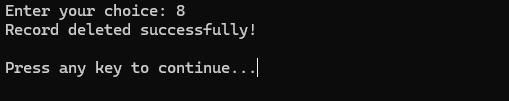 Enter your choice: 8
Record deleted successfully!
Press any key to continue...